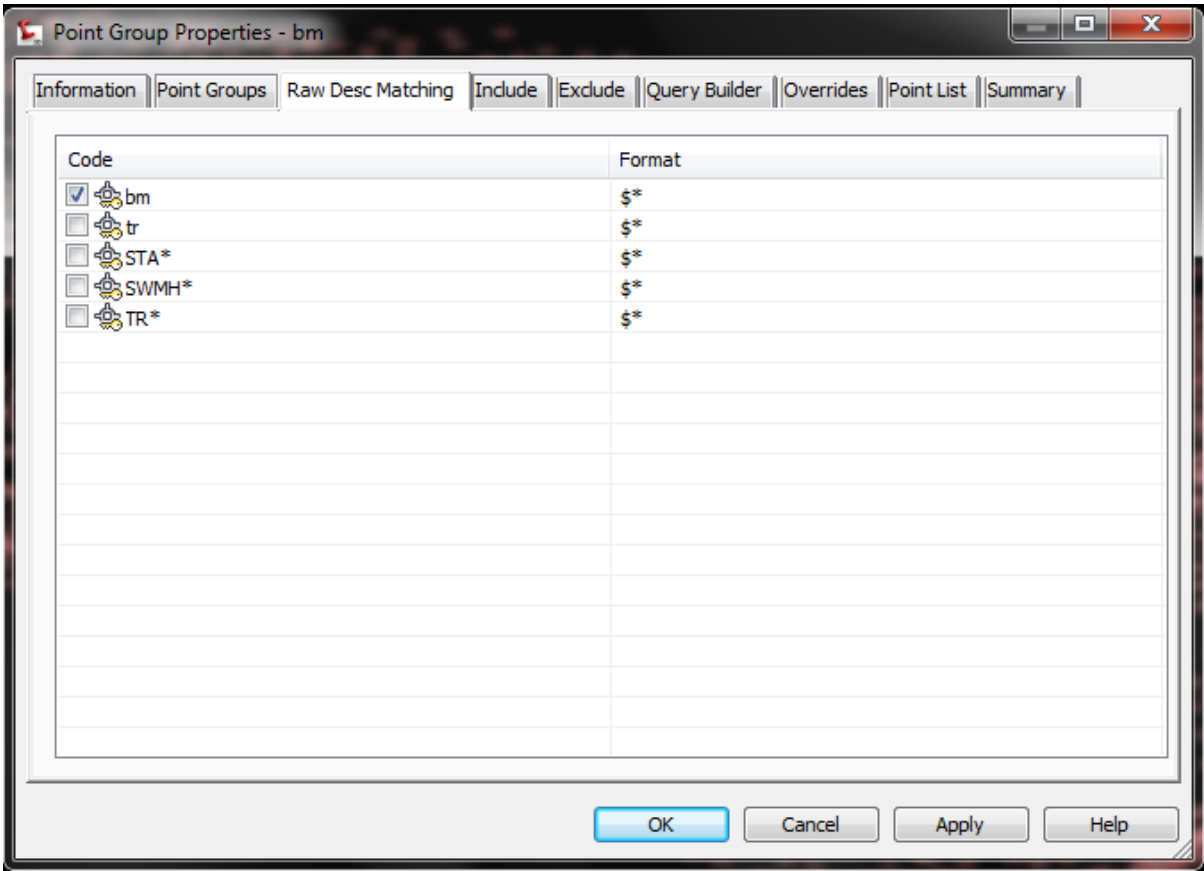 Point Group Properties - bm
Information Point Groups Raw Desc Matching Include Exclude Query Builder Overrides Point List Summary
Code Format
bm $*
tr $*
STA* $*
SWMH* $*
TR* $*
OK Cancel Apply Help